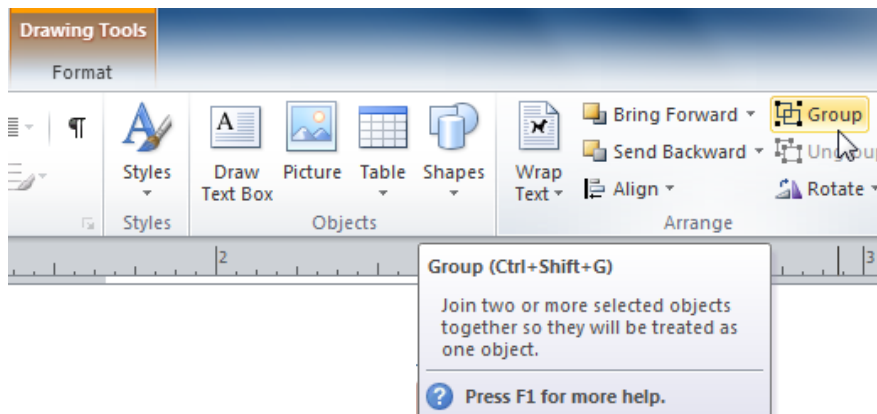 Drawing Tools
Format
Styles
Draw
Text Box
Picture
Table
Shapes
Wrap
Text
Bring Forward
Send Backward
Align
Group
Ungroup
Rotate
Styles
Objects
Arrange
2
3
Group (Ctrl+Shift+G)
Join two or more selected objects
together so they will be treated as
one object.
Press F1 for more help.